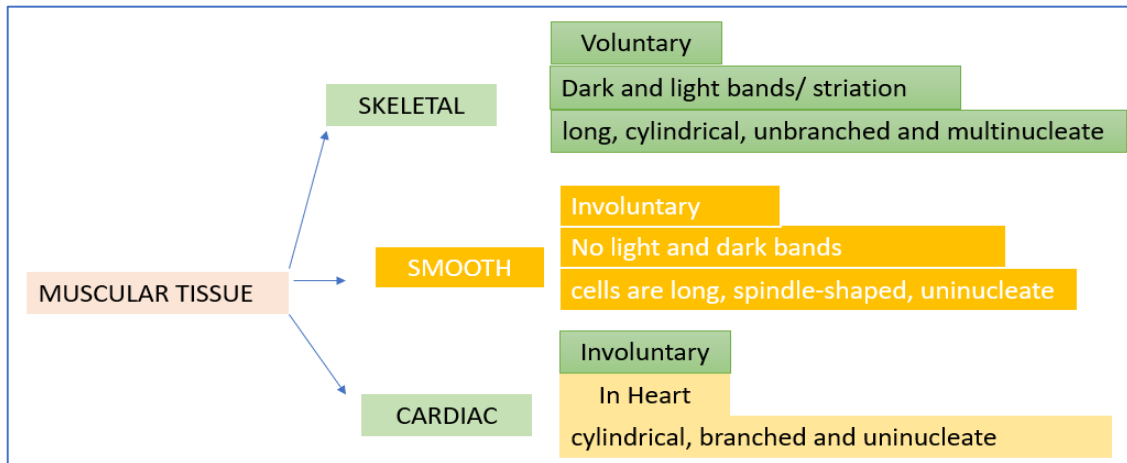 Voluntary
SKELETAL
Dark and light bands/ striation
long, cylindrical, unbranched and multinucleate
Involuntary
No light and dark bands
SMOOTH
cells are long, spindle-shaped, uninucleate
MUSCULAR TISSUE
Involuntary
In Heart
CARDIAC
cylindrical, branched and uninucleate